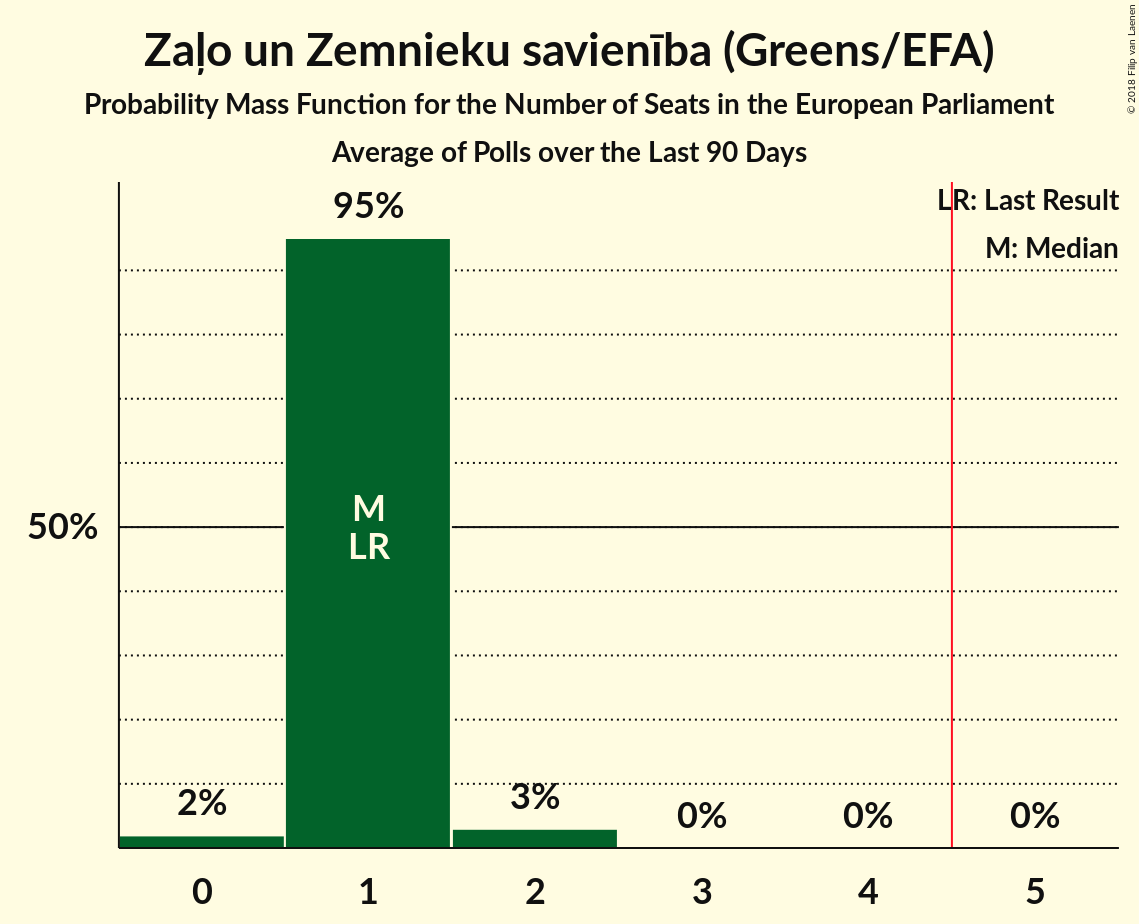 Zaļo un Zemnieku savienība (Greens/EFA)
Probability Mass Function for the Number of Seats in the European Parliament
Average of Polls over the Last 90 Days
© 2018 Filip van Laenen
LR: Last Result
M: Median
95%
M
LR
50%
2%
3%
0%
0%
0%
0
1
2
3
4
5